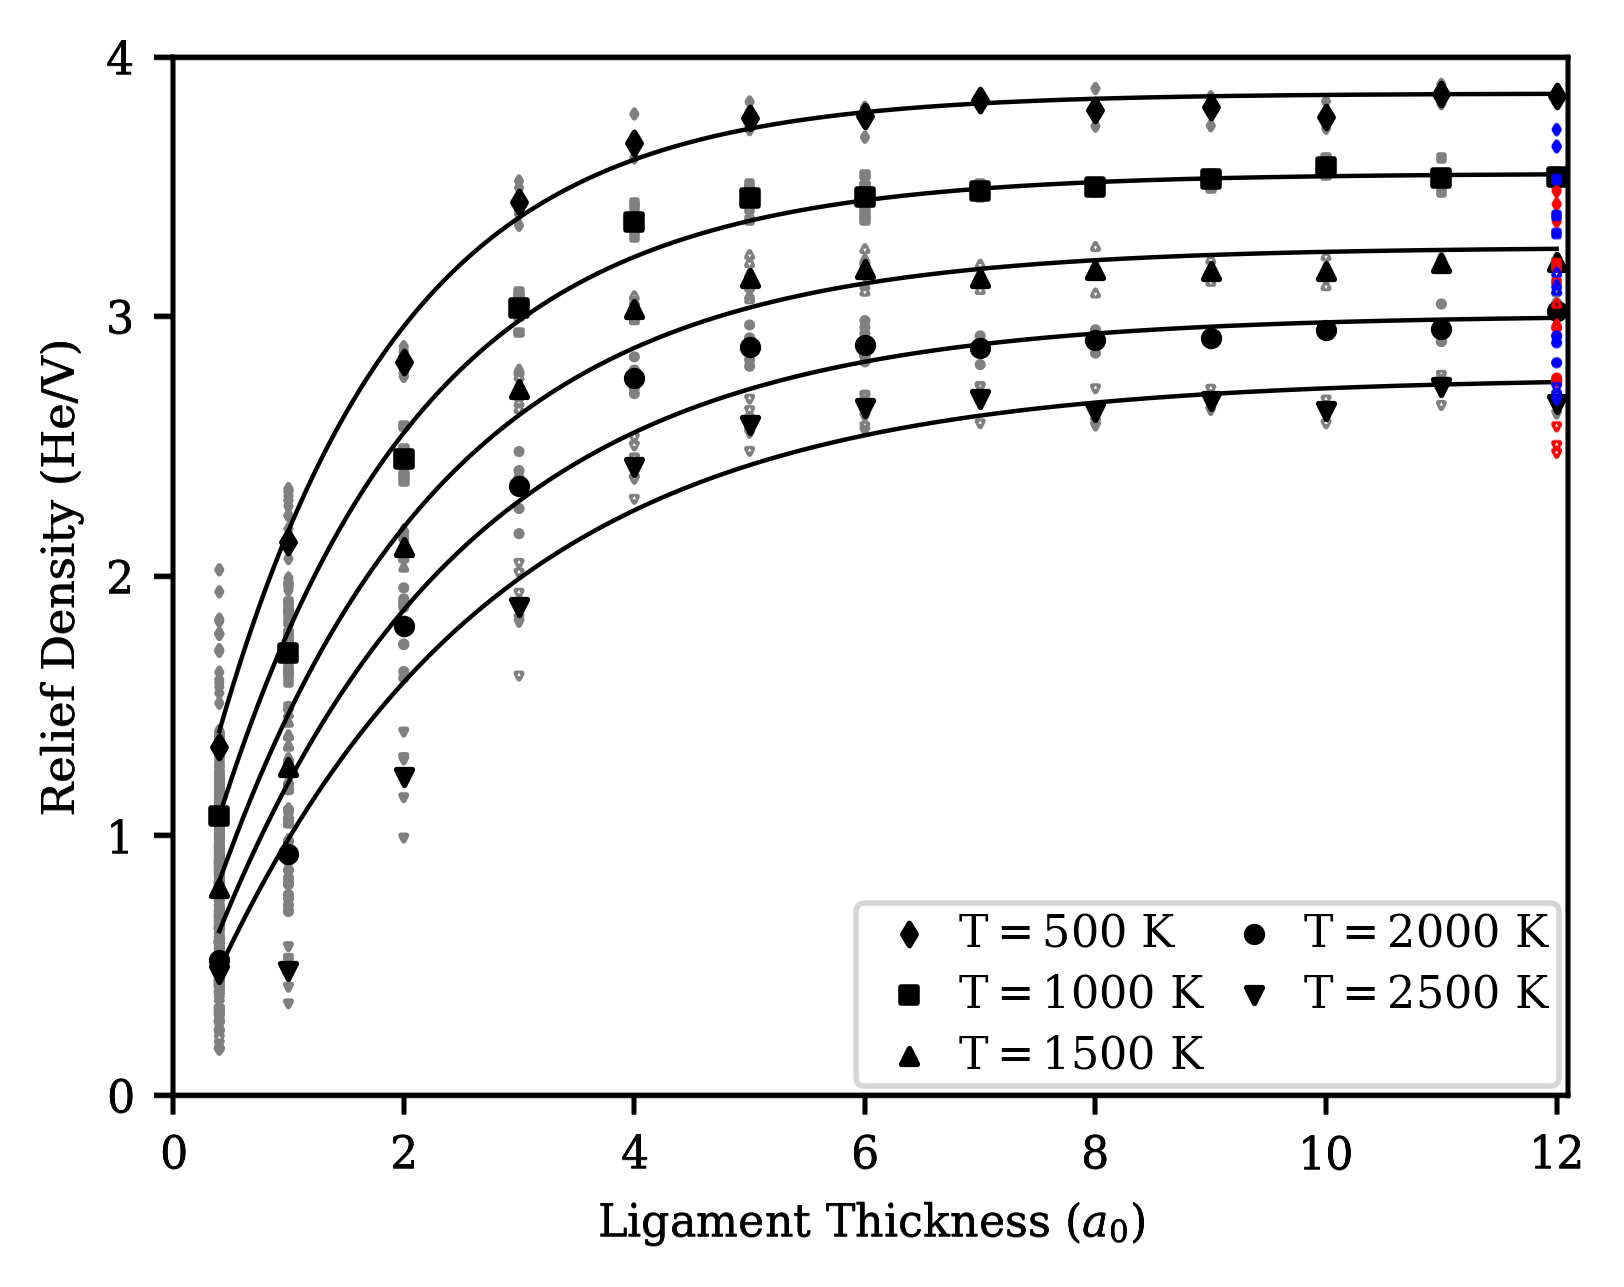 4
3
2
1
0
Relief Density (He/V)
T = 500 K
T = 1000 K
T = 1500 K
T = 2000 K
T = 2500 K
0 2 4 6 8 10 12
Ligament Thickness (a₀)